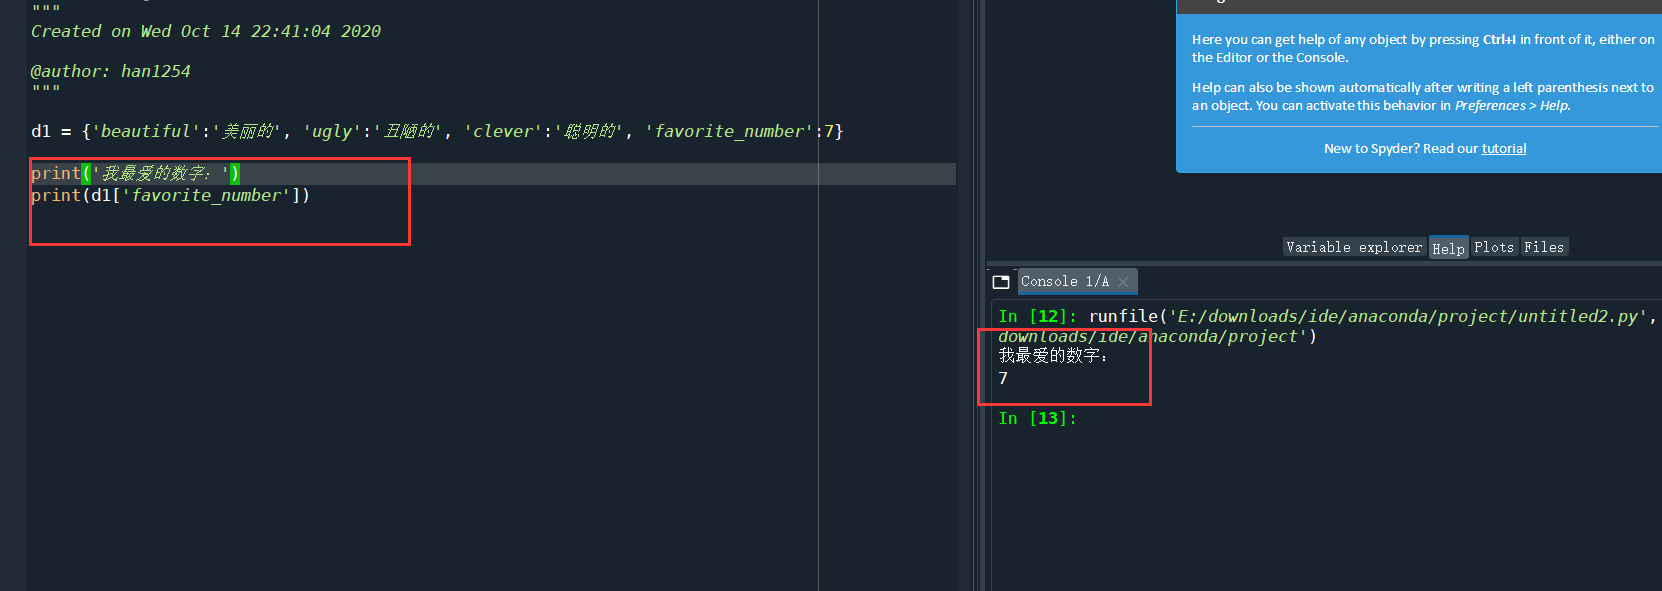 """
Created on Wed Oct 14 22:41:04 2020
@author: han1254
"""
d1 = {'beautiful':'美丽的', 'ugly':'丑陋的', 'clever':'聪明的', 'favorite_number':7}
print('我最爱的数字：')
print(d1['favorite_number'])
Here you can get help of any object by pressing Ctrl+I in front of it, either on
the Editor or the Console.
Help can also be shown automatically after writing a left parenthesis next to
an object. You can activate this behavior in Preferences > Help.
New to Spyder? Read our tutorial
Variable explorer Help Plots Files
Console 1/A
In [12]: runfile('E:/downloads/ide/anaconda/project/untitled2.py',
downloads/ide/anaconda/project')
我最爱的数字：
7
In [13]: